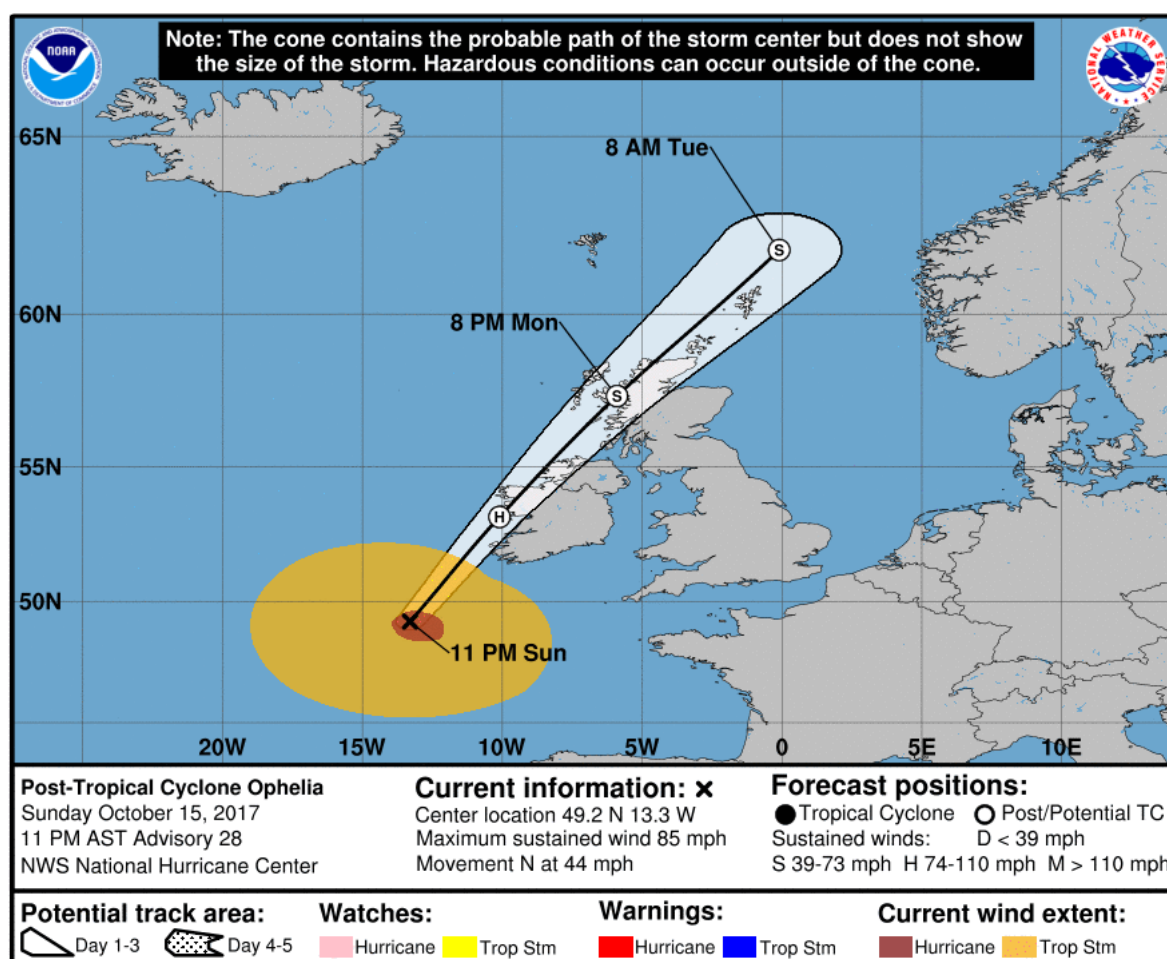 Note: The cone contains the probable path of the storm center but does not show
the size of the storm. Hazardous conditions can occur outside of the cone.
NOAA
NATIONAL WEATHER SERVICE
65N
60N
55N
50N
8 AM Tue
S
8 PM Mon
S
H
11 PM Sun
20W 15W 10W 5W 0 5E 10E
Post-Tropical Cyclone Ophelia
Sunday October 15, 2017
11 PM AST Advisory 28
NWS National Hurricane Center
Current information: ×
Center location 49.2 N 13.3 W
Maximum sustained wind 85 mph
Movement N at 44 mph
Forecast positions:
Tropical Cyclone Post/Potential TC
Sustained winds: D < 39 mph
S 39-73 mph H 74-110 mph M > 110 mph
Potential track area:
Day 1-3 Day 4-5
Watches:
Hurricane Trop Stm
Warnings:
Hurricane Trop Stm
Current wind extent:
Hurricane Trop Stm